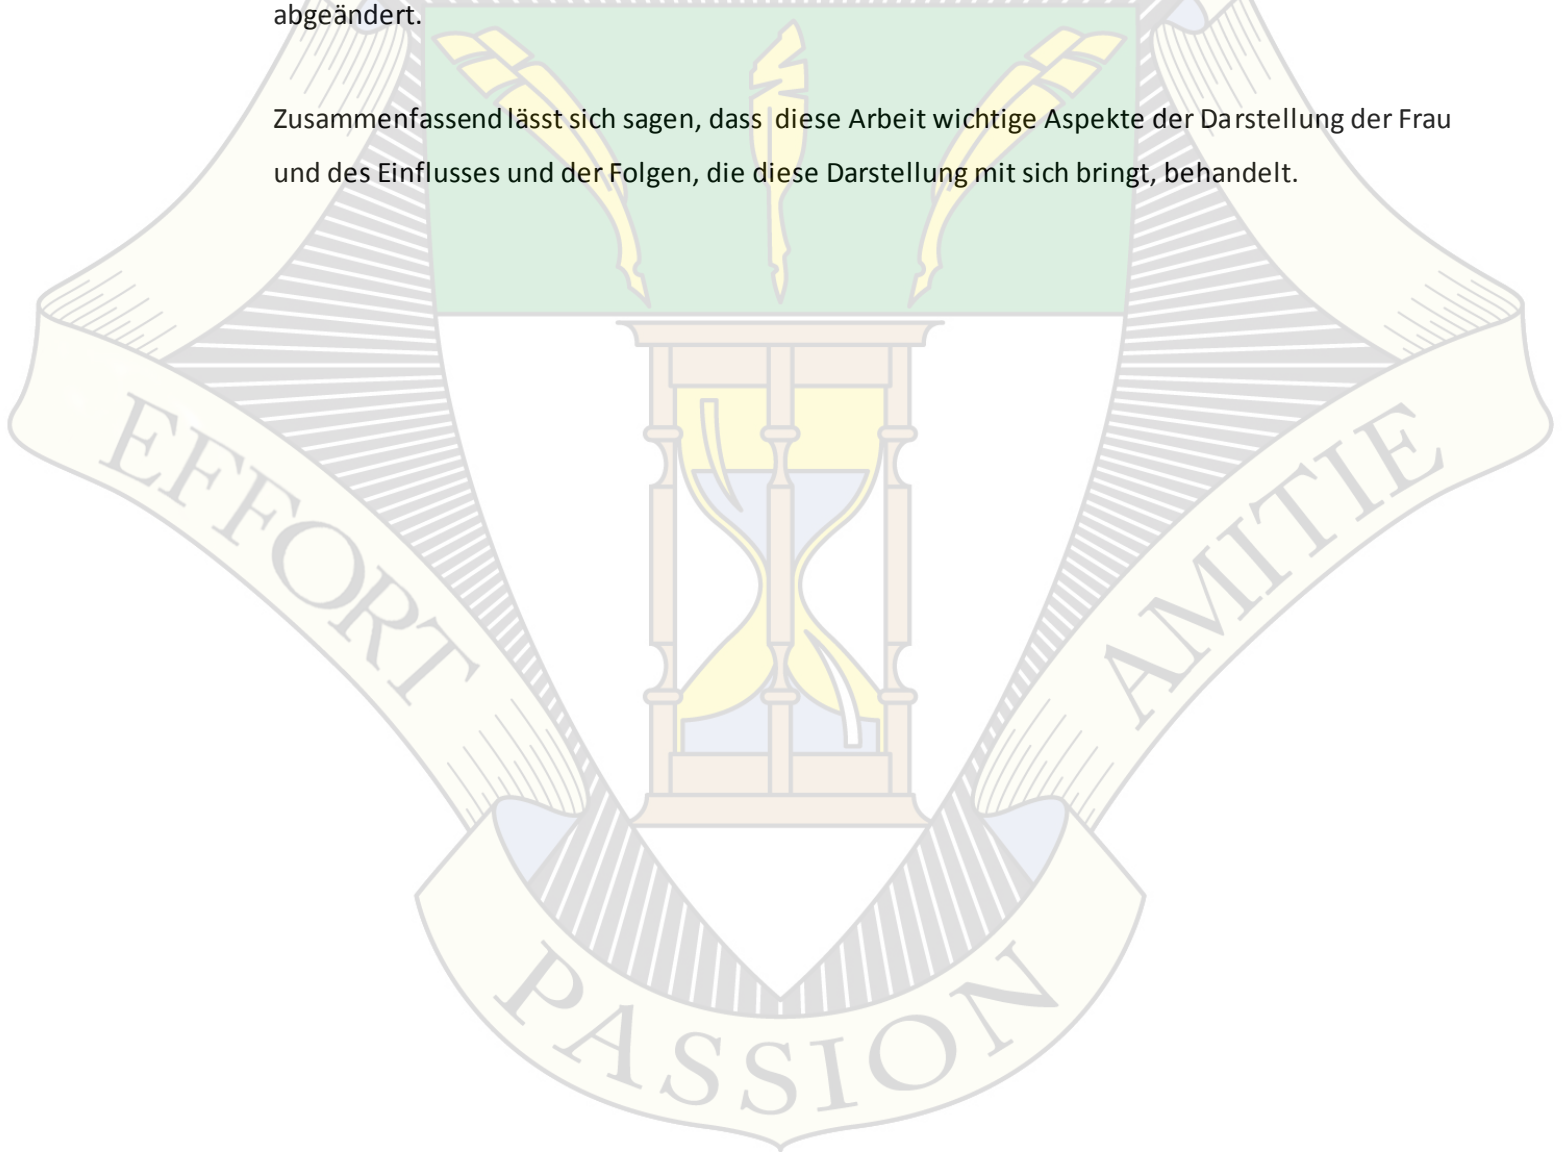 abgeändert.
Zusammenfassend lässt sich sagen, dass diese Arbeit wichtige Aspekte der Darstellung der Frau
und des Einflusses und der Folgen, die diese Darstellung mit sich bringt, behandelt.
EFFORT
AMITIE
PASSION